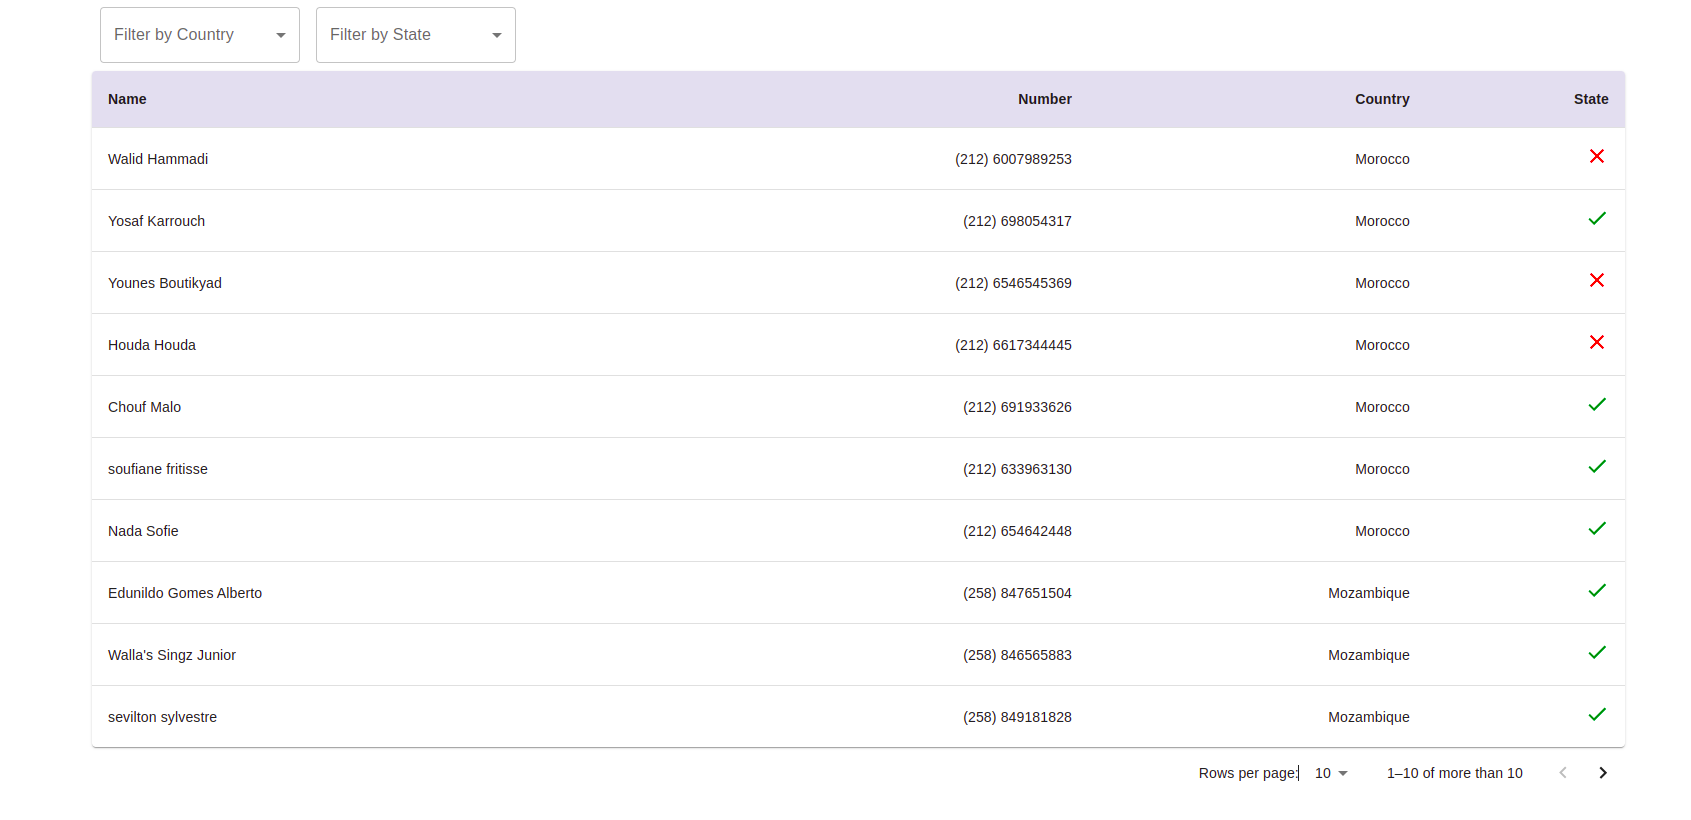 Filter by Country Filter by State
Name Number Country State
Walid Hammadi (212) 6007989253 Morocco
Yosaf Karrouch (212) 698054317 Morocco
Younes Boutikyad (212) 6546545369 Morocco
Houda Houda (212) 6617344445 Morocco
Chouf Malo (212) 691933626 Morocco
soufiane fritisse (212) 633963130 Morocco
Nada Sofie (212) 654642448 Morocco
Edunildo Gomes Alberto (258) 847651504 Mozambique
Walla's Singz Junior (258) 846565883 Mozambique
sevilton sylvestre (258) 849181828 Mozambique
Rows per page: 10 1–10 of more than 10